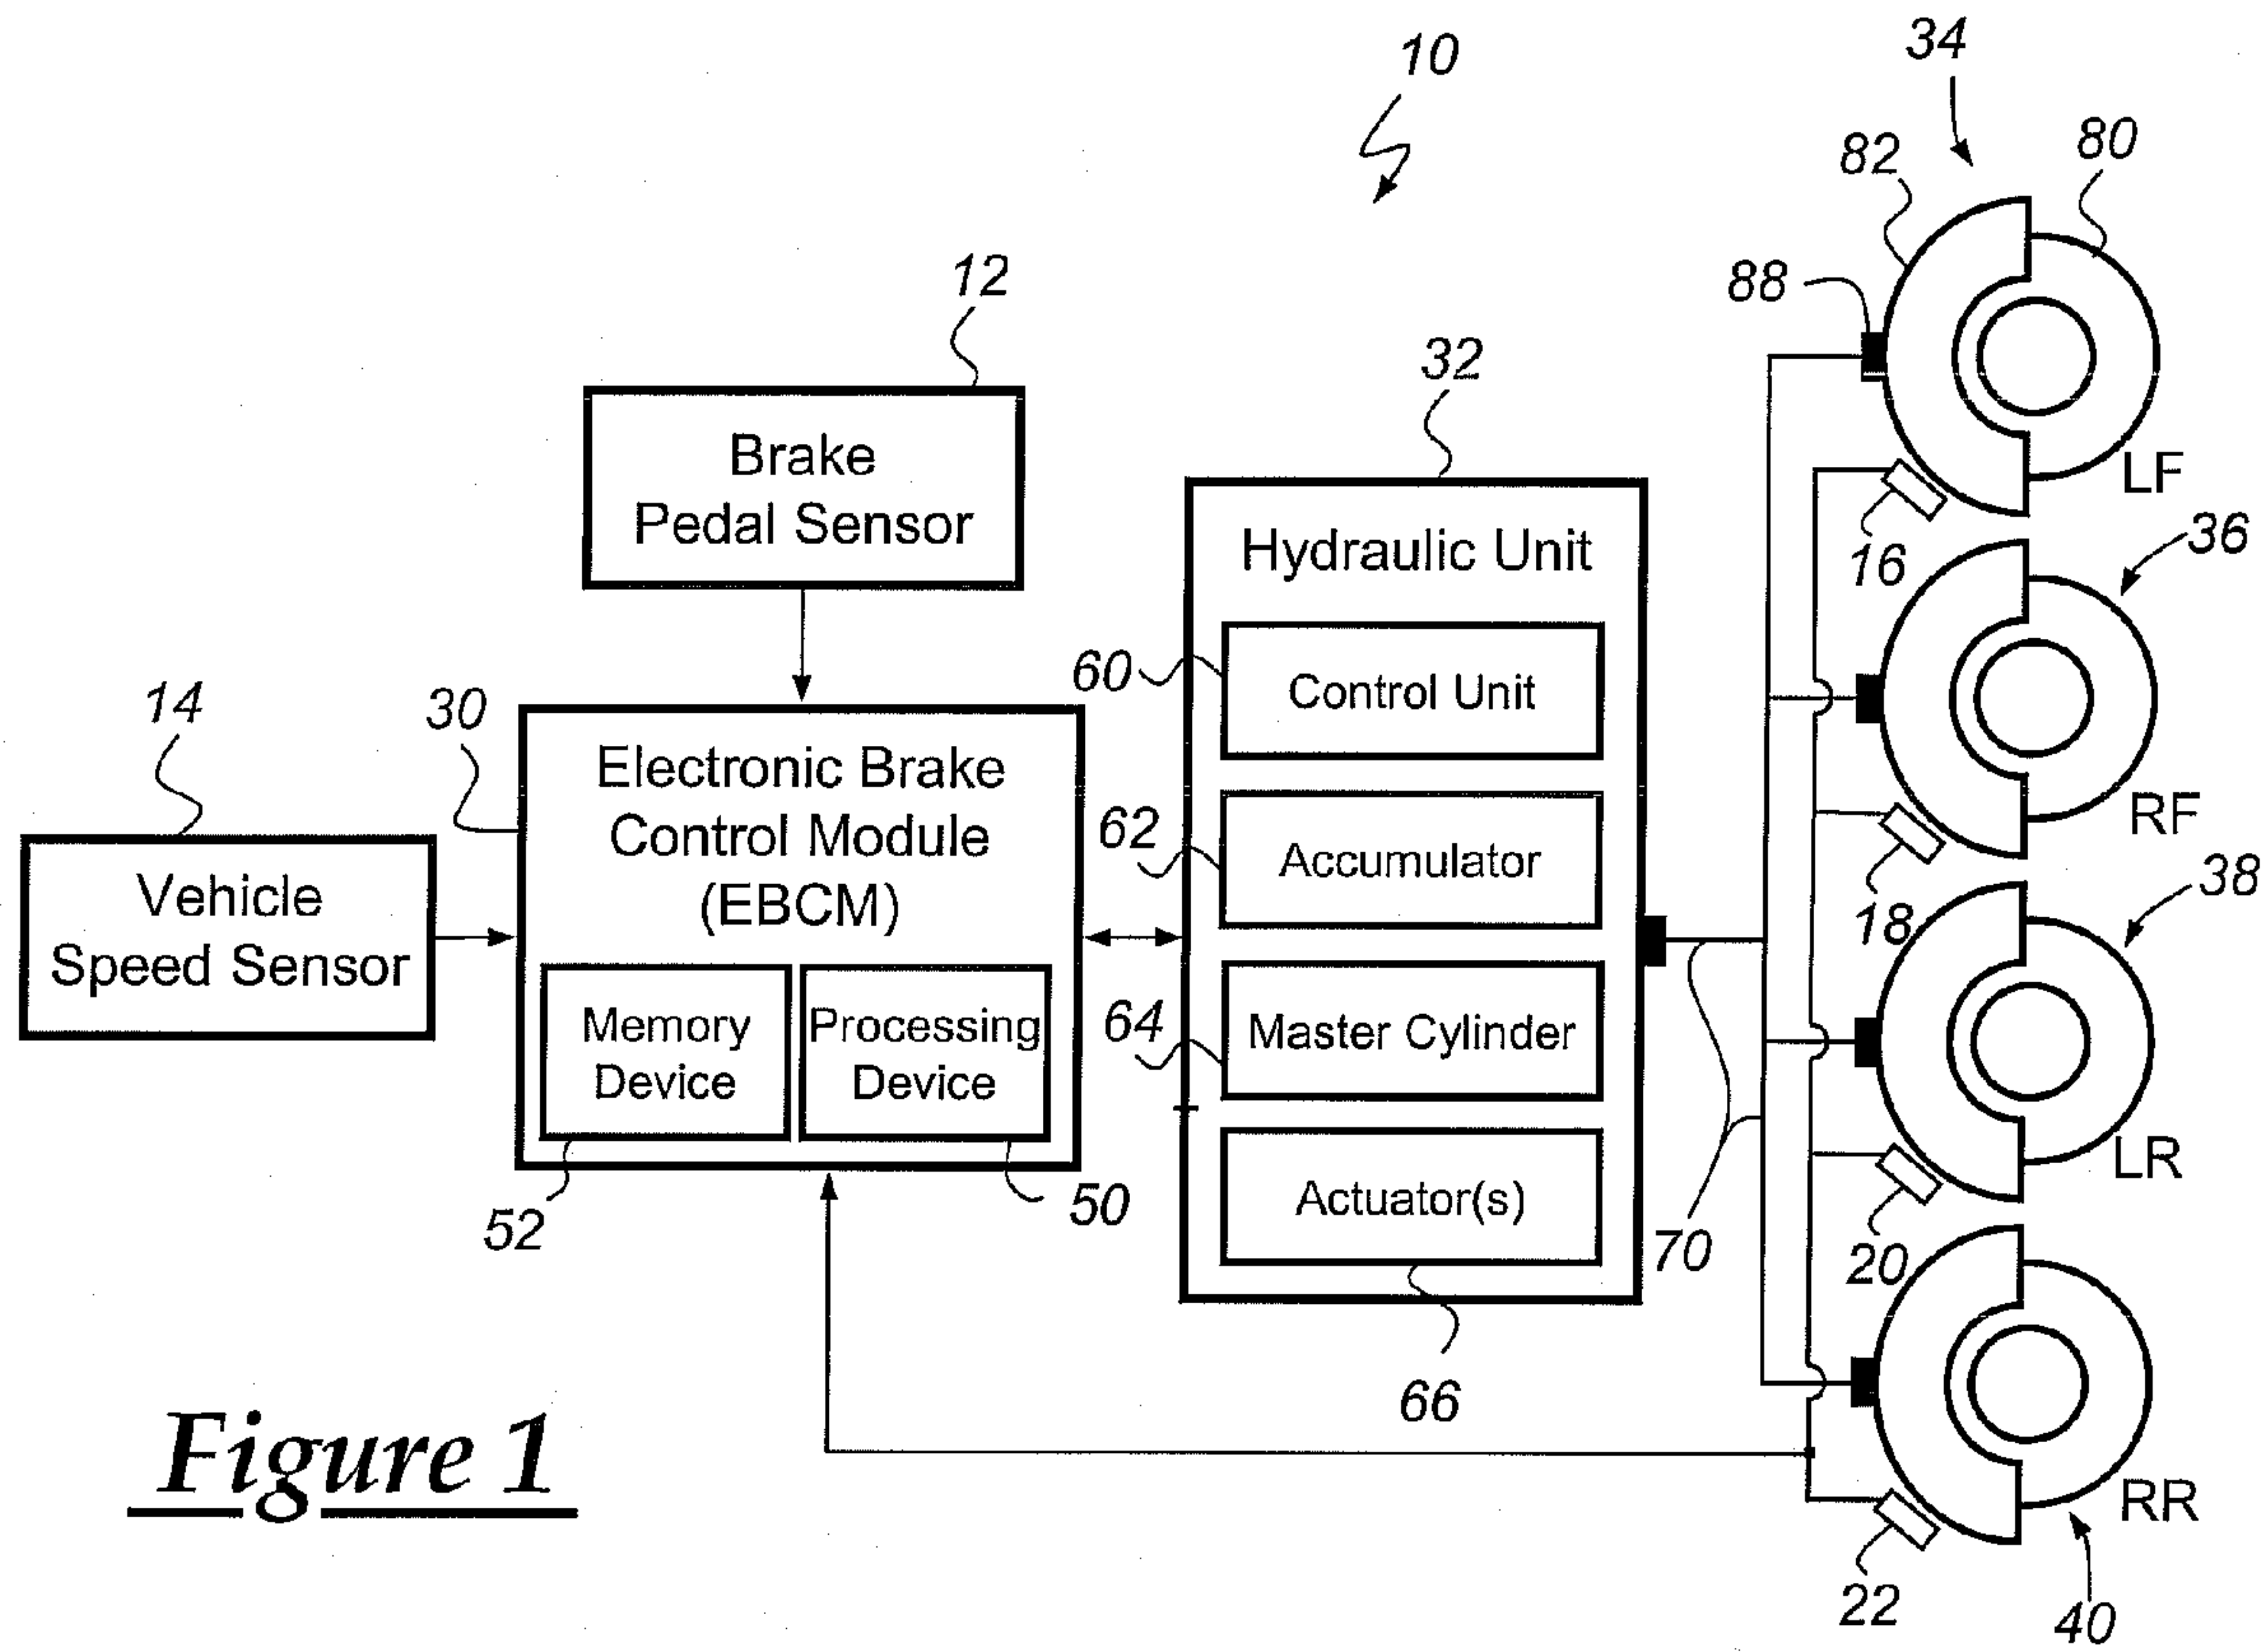 10
34
80
82
88
12
32
LF
16
36
Brake
Pedal Sensor
Hydraulic Unit
60
Control Unit
14
30
Electronic Brake
Control Module
(EBCM)
RF
18
38
62
Accumulator
Vehicle
Speed Sensor
Memory
Device
Processing
Device
64
Master Cylinder
LR
20
52
50
Actuator(s)
70
66
RR
22
40
Figure 1